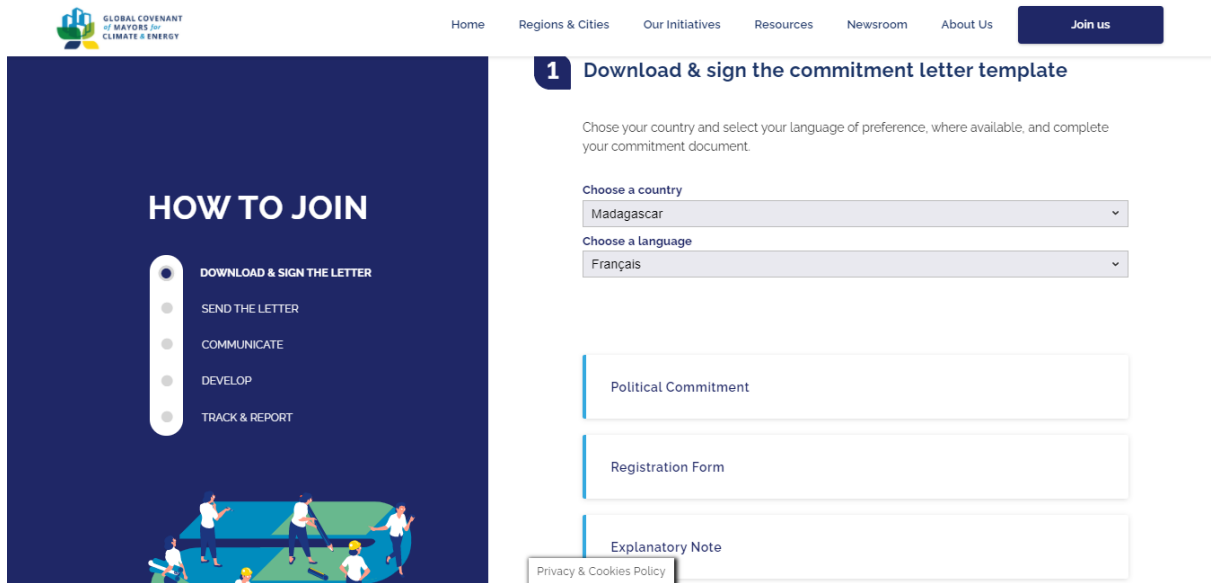 GLOBAL COVENANT
of MAYORS for
CLIMATE & ENERGY
Home
Regions & Cities
Our Initiatives
Resources
Newsroom
About Us
Join us
HOW TO JOIN
DOWNLOAD & SIGN THE LETTER
SEND THE LETTER
COMMUNICATE
DEVELOP
TRACK & REPORT
1 Download & sign the commitment letter template
Chose your country and select your language of preference, where available, and complete
your commitment document.
Choose a country
Madagascar
Choose a language
Français
Political Commitment
Registration Form
Explanatory Note
Privacy & Cookies Policy